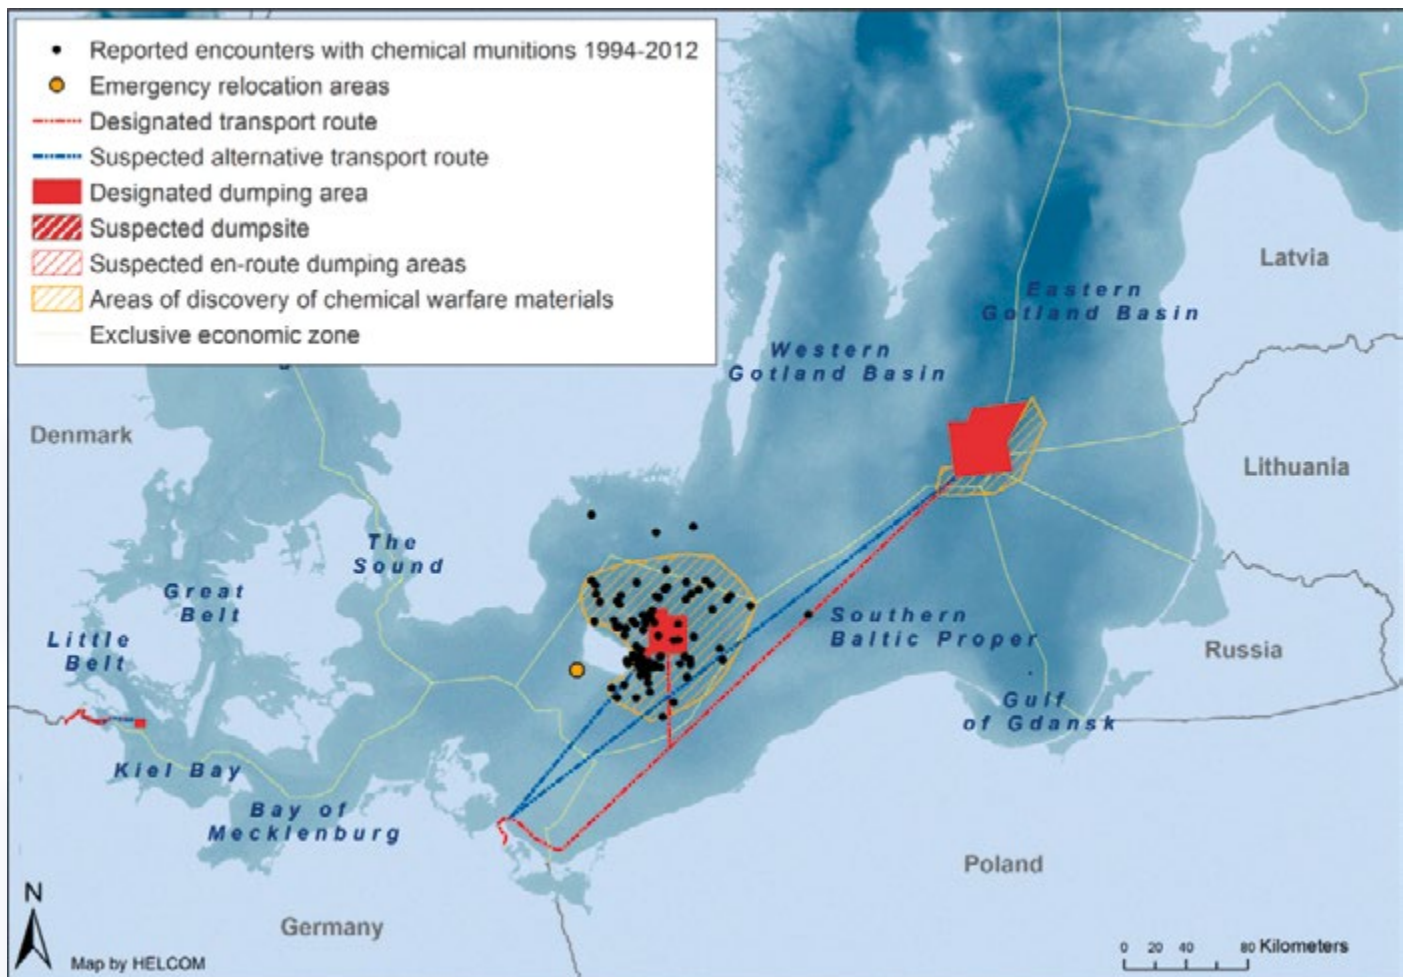 Reported encounters with chemical munitions 1994-2012
Emergency relocation areas
Designated transport route
Suspected alternative transport route
Designated dumping area
Suspected dumpsite
Suspected en-route dumping areas
Areas of discovery of chemical warfare materials
Exclusive economic zone
Latvia
Eastern
Gotland Basin
Western
Gotland Basin
Denmark
Lithuania
The
Sound
Great
Belt
Little
Belt
Southern
Baltic Proper
Russia
Gulf
of Gdansk
Kiel Bay
Bay of
Mecklenburg
Poland
N
Germany
0 20 40 80 Kilometers
Map by HELCOM